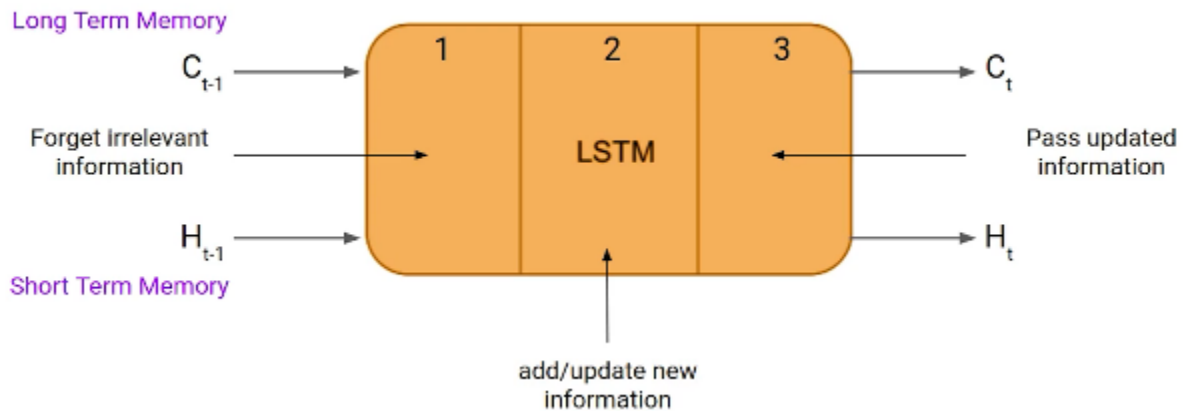 Long Term Memory
1 2 3
C t-1
C t
Forget irrelevant
information
LSTM
Pass updated
information
H t-1
H t
Short Term Memory
add/update new
information